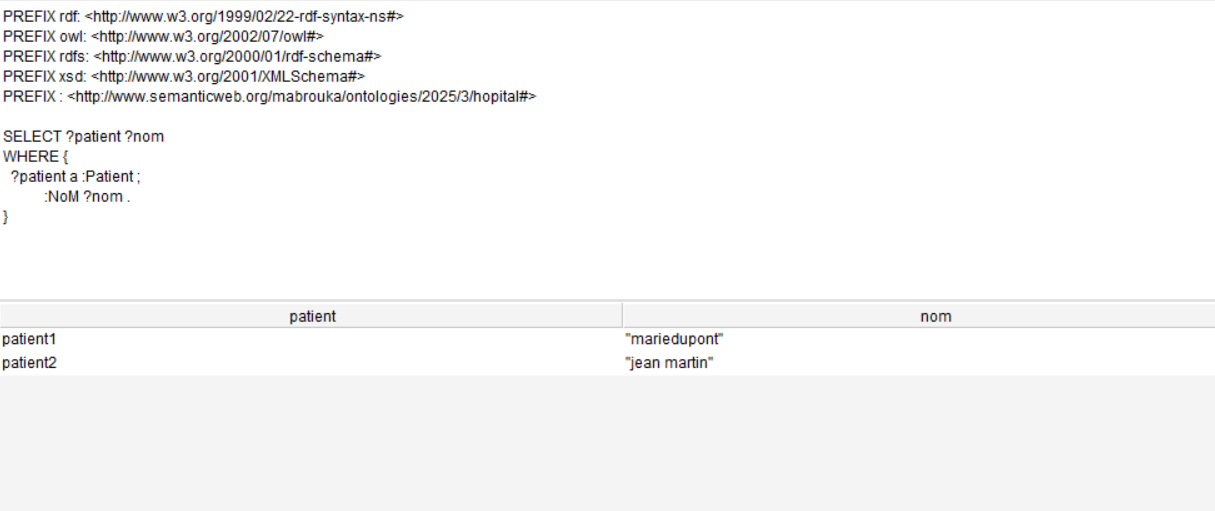 PREFIX rdf: <http://www.w3.org/1999/02/22-rdf-syntax-ns#>
PREFIX owl: <http://www.w3.org/2002/07/owl#>
PREFIX rdfs: <http://www.w3.org/2000/01/rdf-schema#>
PREFIX xsd: <http://www.w3.org/2001/XMLSchema#>
PREFIX : <http://www.semanticweb.org/mabrouka/ontologies/2025/3/hopital#>
SELECT ?patient ?nom
WHERE {
?patient a :Patient ;
:NoM ?nom .
}
patient nom
patient1 "mariedupont"
patient2 "jean martin"